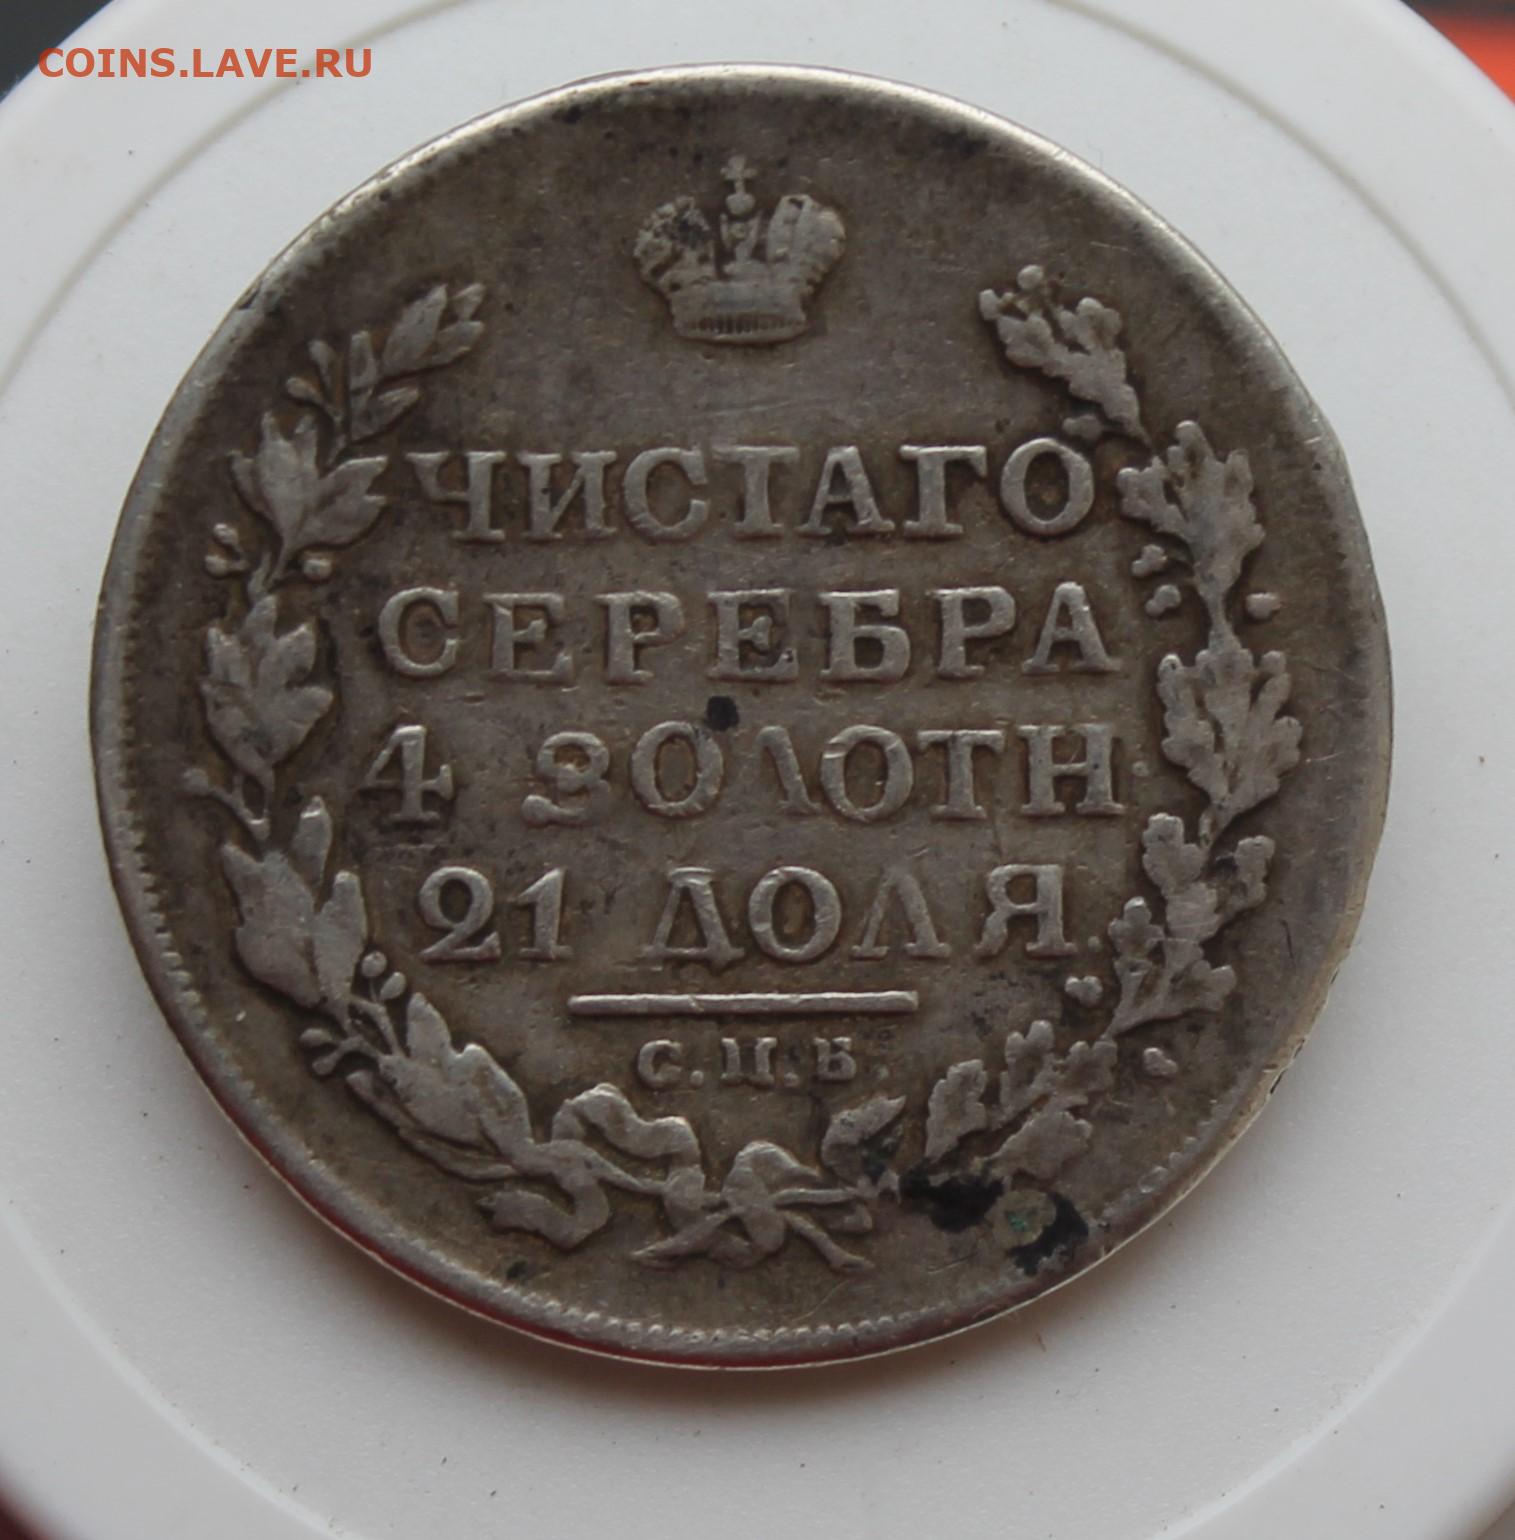 COINS.LAVE.RU
ЧИСТАГО
СЕРЕБРА
4 ЗОЛОТН
21 ДОЛЯ
С.П.Б.